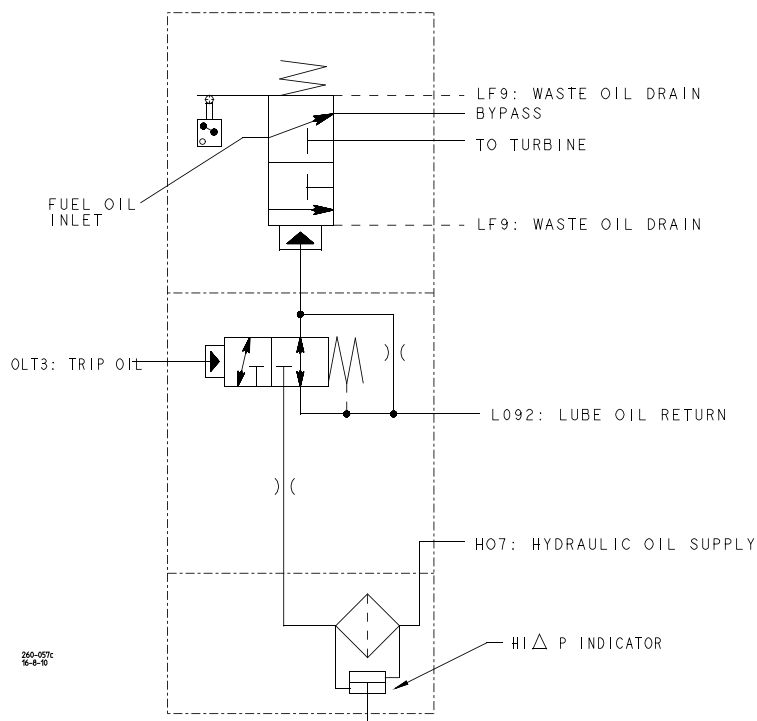 LF9: WASTE OIL DRAIN
BYPASS
TO TURBINE
FUEL OIL
INLET
LF9: WASTE OIL DRAIN
OLT3: TRIP OIL
L092: LUBE OIL RETURN
H07: HYDRAULIC OIL SUPPLY
HI △ P INDICATOR
260-057c
16-8-10